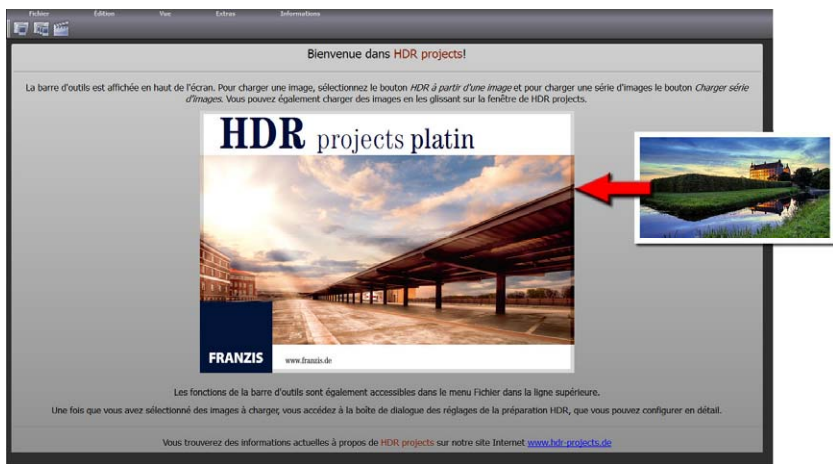 Fichier Edition Vue Extras Informations
Bienvenue dans HDR projects!
La barre d'outils est affichée en haut de l'écran. Pour charger une image, sélectionnez le bouton HDR à partir d'une image et pour charger une série d'images le bouton Charger série
d'images. Vous pouvez également charger des images en les glissant sur la fenêtre de HDR projects.
HDR projects platin
FRANZIS www.franzis.de
Les fonctions de la barre d'outils sont également accessibles dans le menu Fichier dans la ligne supérieure.
Une fois que vous avez sélectionné des images à charger, vous accédez à la boîte de dialogue des réglages de la préparation HDR, que vous pouvez configurer en détail.
Vous trouverez des informations actuelles à propos de HDR projects sur notre site Internet www.hdr-projects.de